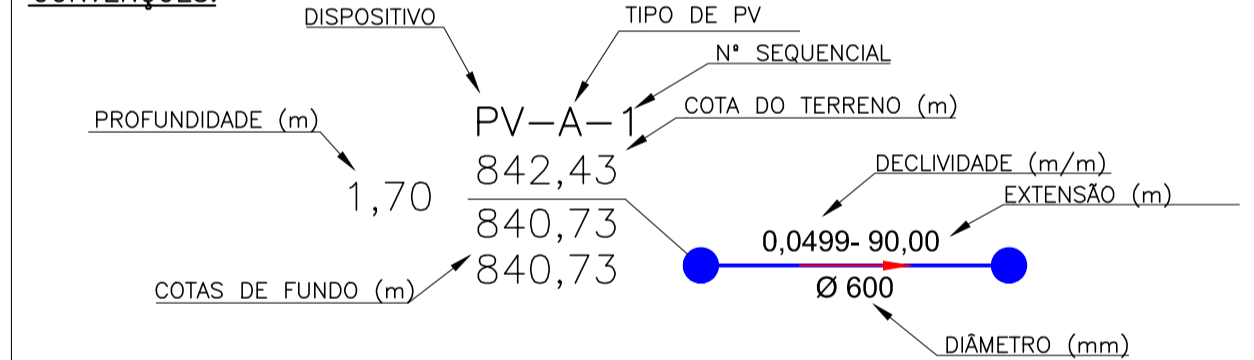 CONVENÇÕES:
DISPOSITIVO
TIPO DE PV
Nº SEQUENCIAL
PV-A-1
COTA DO TERRENO (m)
PROFUNDIDADE (m)
842,43
1,70
840,73
840,73
COTAS DE FUNDO (m)
DECLIVIDADE (m/m)
EXTENSÃO (m)
0,0499- 90,00
Ø 600
DIÂMETRO (mm)